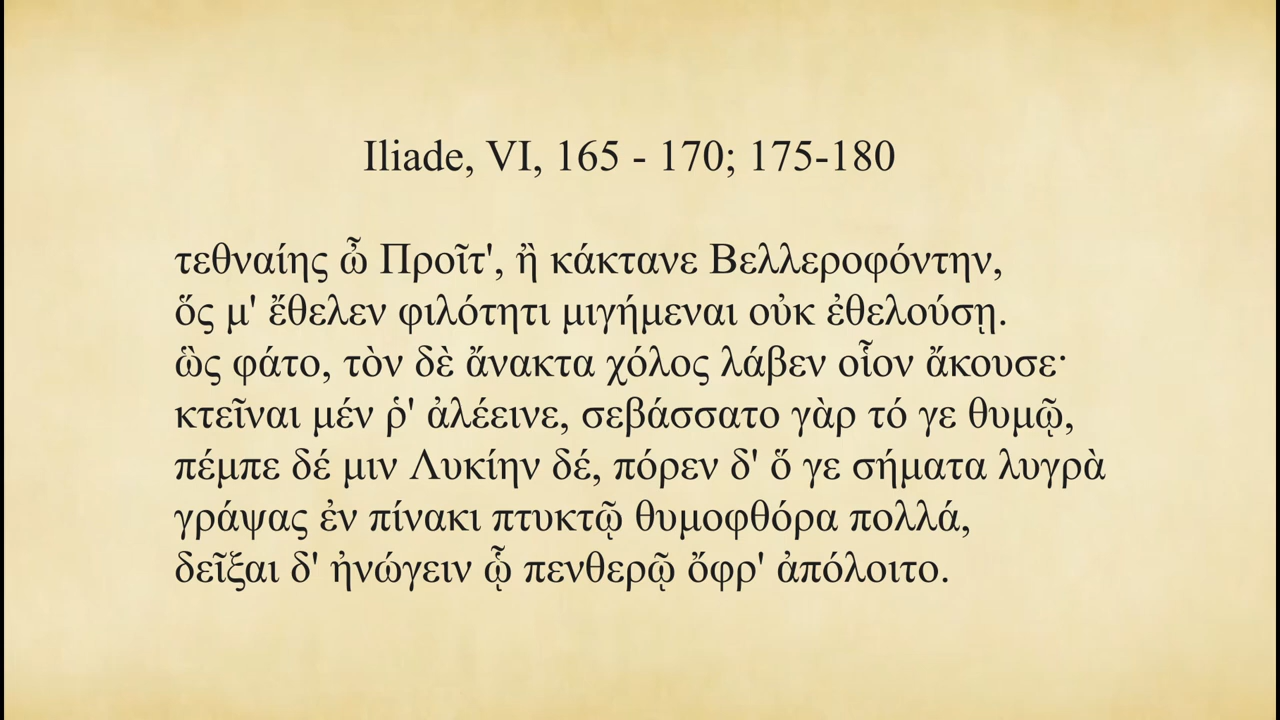 Iliade, VI, 165 - 170; 175-180
τεθναίης ὦ Προῖτ', ἢ κάκτανε Βελλεροφόντην,
ὅς μ' ἔθελεν φιλότητι μιγήμεναι οὐκ ἐθελούσῃ.
ὣς φάτο, τὸν δὲ ἄνακτα χόλος λάβεν οἷον ἄκουσε·
κτεῖναι μέν ῥ' ἀλέεινε, σεβάσσατο γὰρ τό γε θυμῷ,
πέμπε δέ μιν Λυκίην δέ, πόρεν δ' ὅ γε σήματα λυγρὰ
γράψας ἐν πίνακι πτυκτῷ θυμοφθόρα πολλά,
δεῖξαι δ' ἠνώγειν ᾧ πενθερῷ ὄφρ' ἀπόλοιτο.